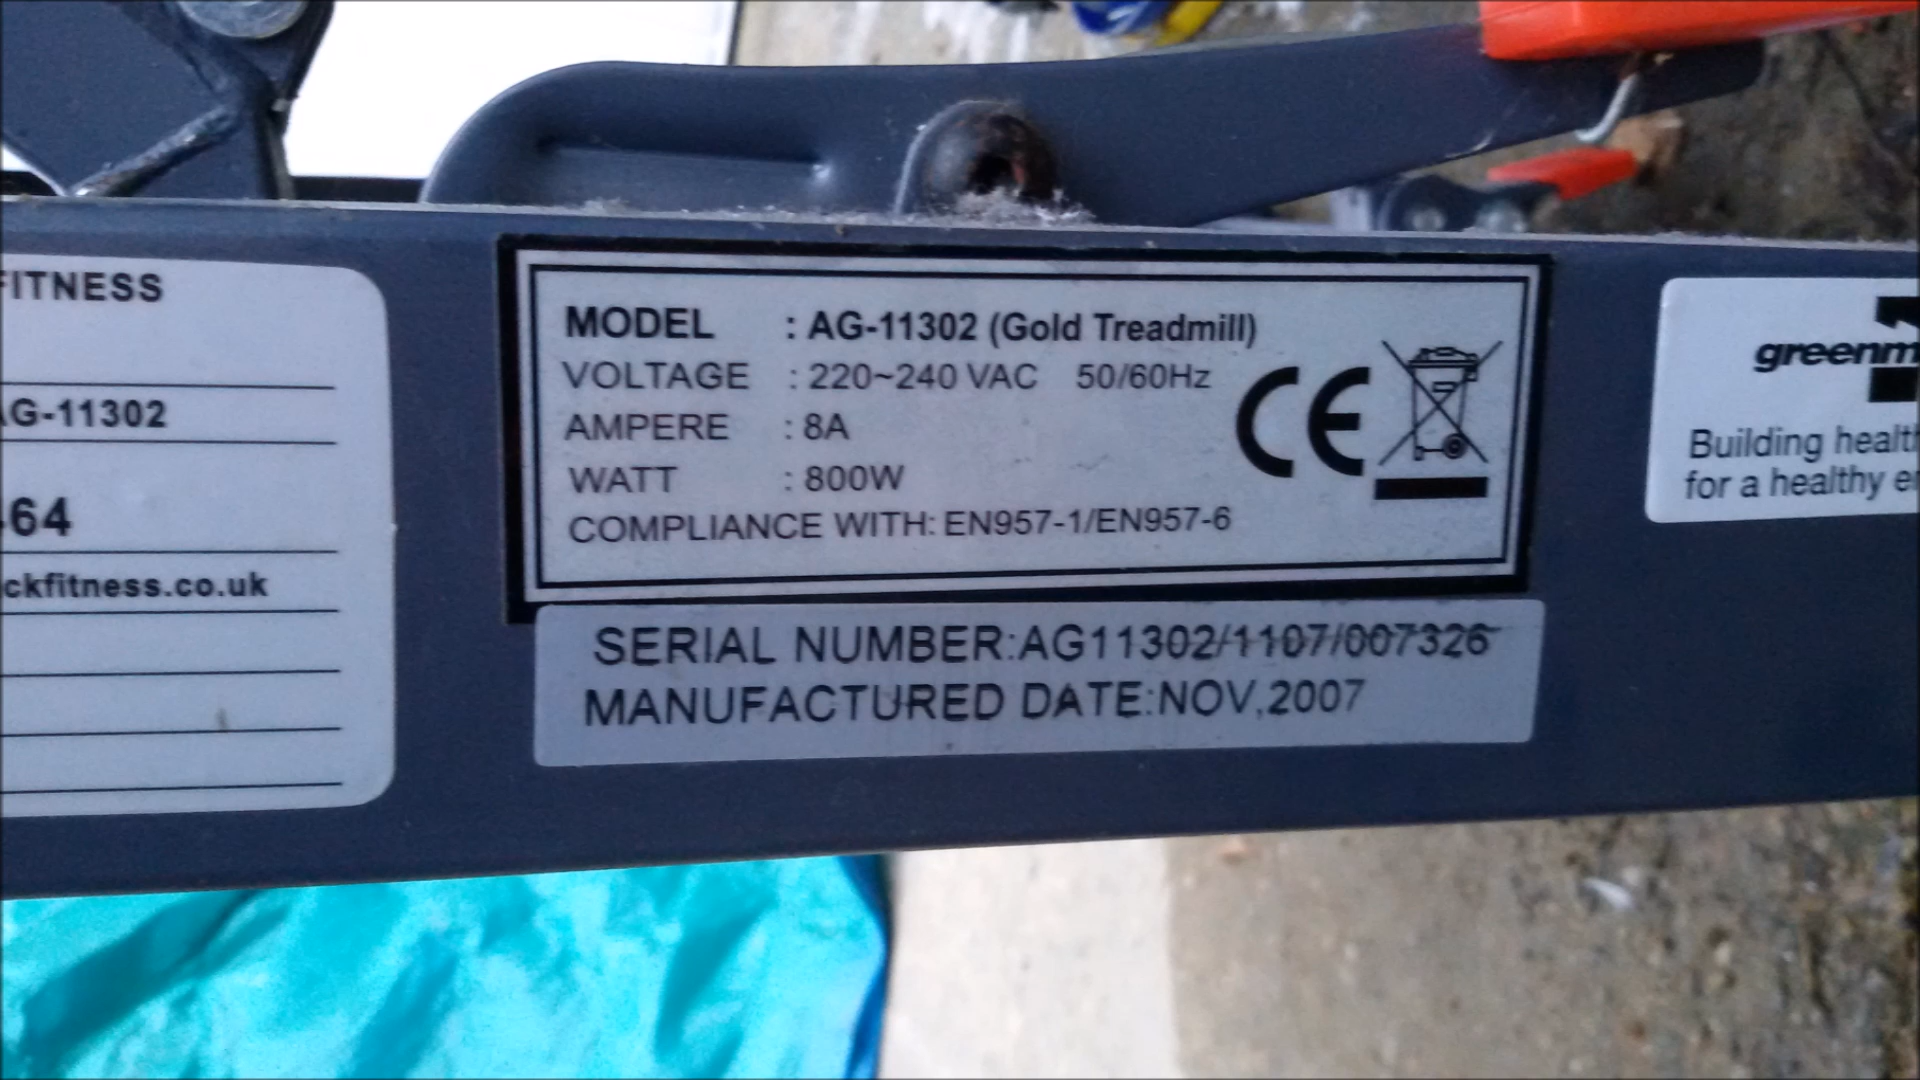 FITNESS
AG-11302
464
ckfitness.co.uk
MODEL : AG-11302 (Gold Treadmill)
VOLTAGE : 220~240 VAC 50/60Hz
AMPERE : 8A
WATT : 800W
COMPLIANCE WITH: EN957-1/EN957-6
CE
SERIAL NUMBER:AG11302/1107/007326
MANUFACTURED DATE:NOV,2007
greenm
Building healt
for a healthy e